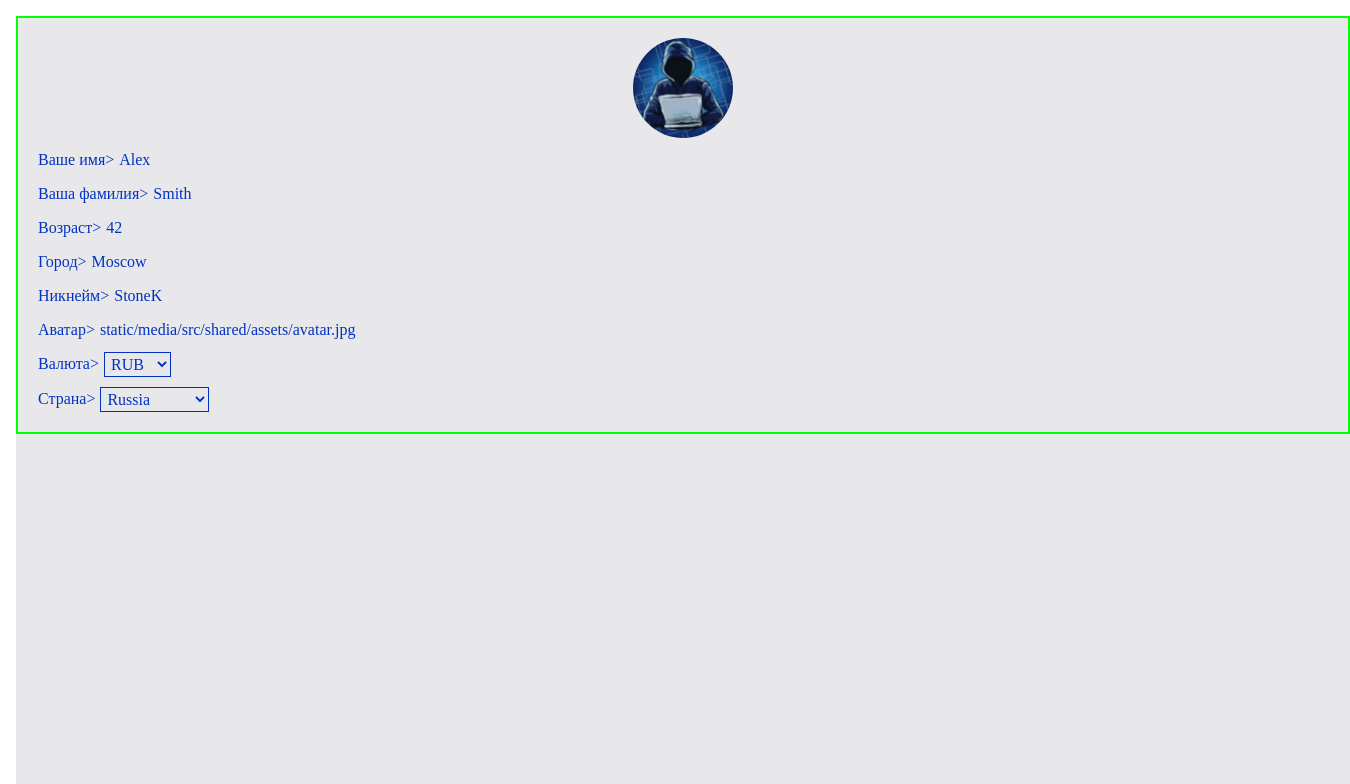 Ваше имя> Alex
Ваша фамилия> Smith
Возраст> 42
Город> Moscow
Никнейм> StoneK
Аватар> static/media/src/shared/assets/avatar.jpg
Валюта> RUB
Страна> Russia